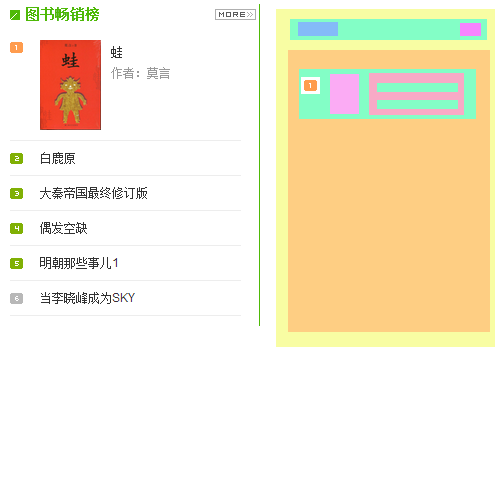 图书畅销榜 MORE»
1
蛙
蛙
作者：莫言
2 白鹿原
3 大秦帝国最终修订版
4 偶发空缺
5 明朝那些事儿1
6 当李晓峰成为SKY
1